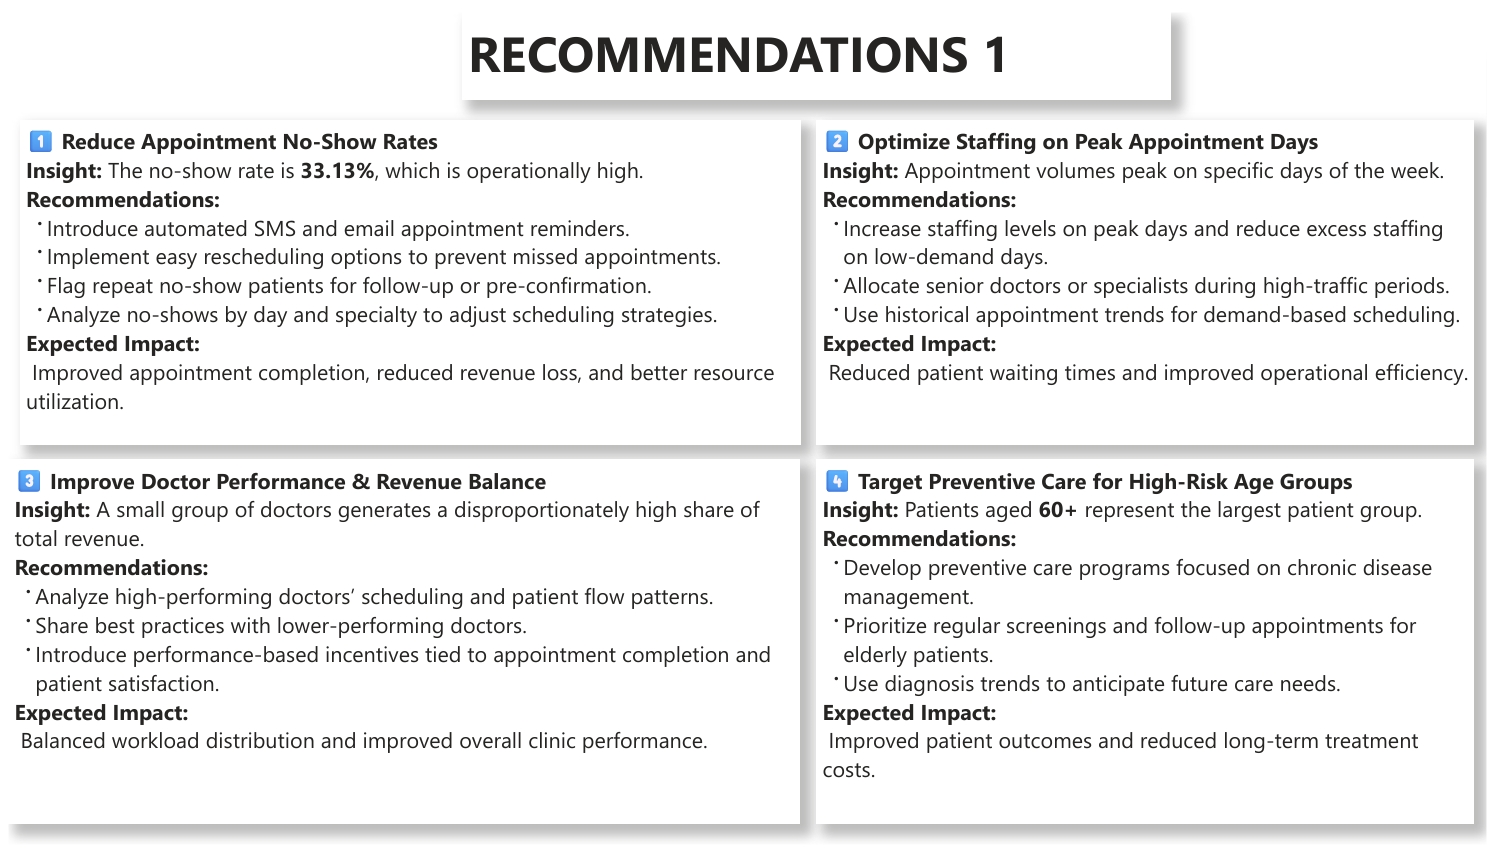 RECOMMENDATIONS 1
1️⃣ Reduce Appointment No-Show Rates
Insight: The no-show rate is 33.13%, which is operationally high.
Recommendations:
· Introduce automated SMS and email appointment reminders.
· Implement easy rescheduling options to prevent missed appointments.
· Flag repeat no-show patients for follow-up or pre-confirmation.
· Analyze no-shows by day and specialty to adjust scheduling strategies.
Expected Impact:
Improved appointment completion, reduced revenue loss, and better resource
utilization.
2️⃣ Optimize Staffing on Peak Appointment Days
Insight: Appointment volumes peak on specific days of the week.
Recommendations:
· Increase staffing levels on peak days and reduce excess staffing
on low-demand days.
· Allocate senior doctors or specialists during high-traffic periods.
· Use historical appointment trends for demand-based scheduling.
Expected Impact:
Reduced patient waiting times and improved operational efficiency.
3️⃣ Improve Doctor Performance & Revenue Balance
Insight: A small group of doctors generates a disproportionately high share of
total revenue.
Recommendations:
· Analyze high-performing doctors’ scheduling and patient flow patterns.
· Share best practices with lower-performing doctors.
· Introduce performance-based incentives tied to appointment completion and
patient satisfaction.
Expected Impact:
Balanced workload distribution and improved overall clinic performance.
4️⃣ Target Preventive Care for High-Risk Age Groups
Insight: Patients aged 60+ represent the largest patient group.
Recommendations:
· Develop preventive care programs focused on chronic disease
management.
· Prioritize regular screenings and follow-up appointments for
elderly patients.
· Use diagnosis trends to anticipate future care needs.
Expected Impact:
Improved patient outcomes and reduced long-term treatment
costs.